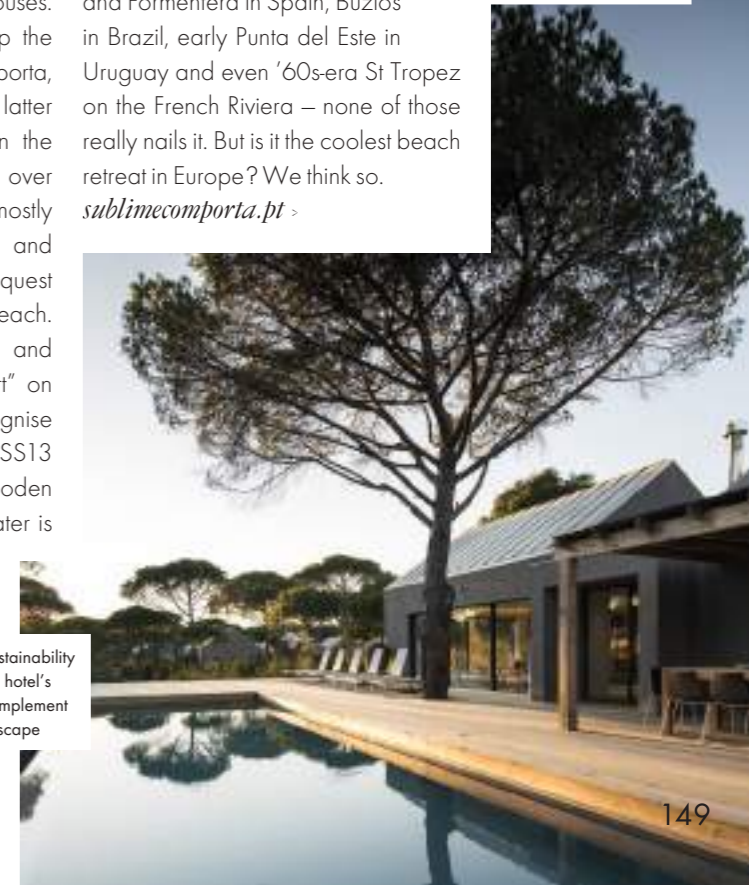 ouses.
p the
porta,
latter
n the
over
mostly
and
quest
each.
and
t” on
gnise
SS13
oden
ater is
and Formentera in Spain, Búzios
in Brazil, early Punta del Este in
Uruguay and even ’60s-era St Tropez
on the French Riviera – none of those
really nails it. But is it the coolest beach
retreat in Europe? We think so.
sublimecomporta.pt >
stainability
hotel’s
mplement
scape
149